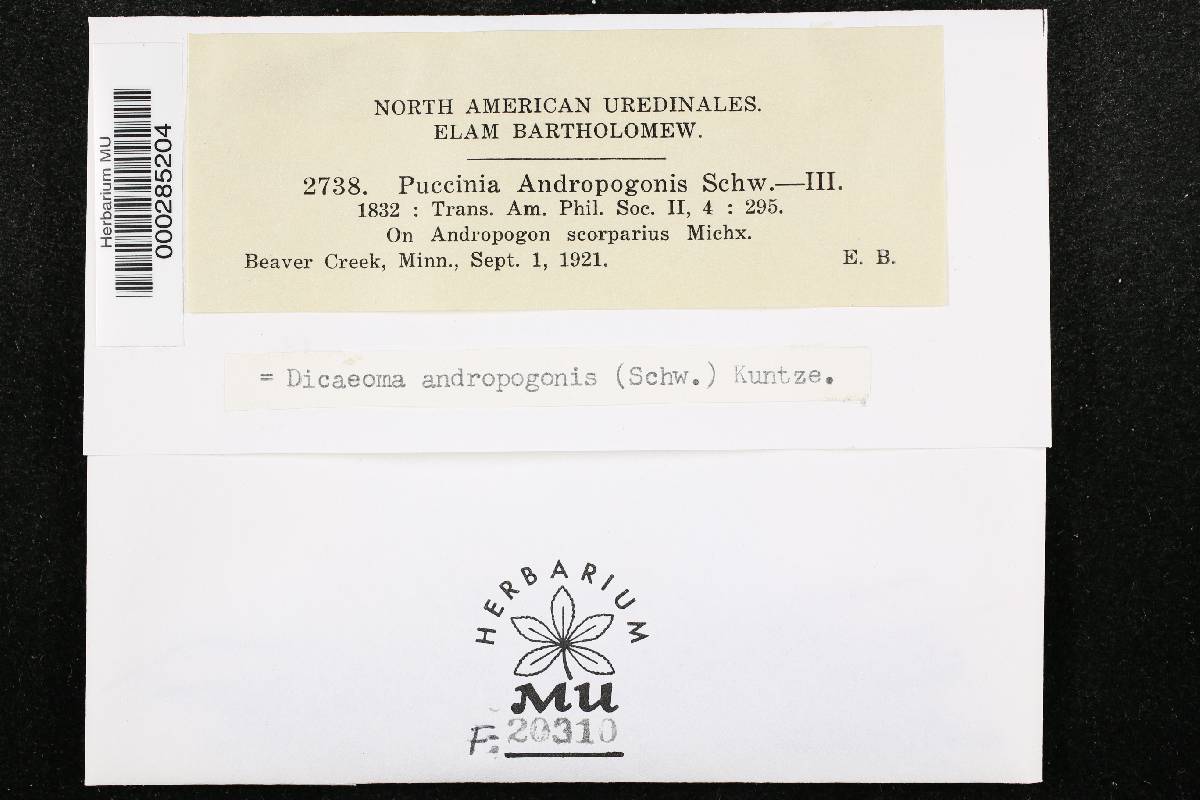 Herbarium MU
000285204
NORTH AMERICAN UREDINALES.
ELAM BARTHOLOMEW.
2738. Puccinia Andropogonis Schw.—III.
1832 : Trans. Am. Phil. Soc. II, 4 : 295.
On Andropogon scorparius Michx.
Beaver Creek, Minn., Sept. 1, 1921. E. B.
= Dicaeoma andropogonis (Schw.) Kuntze.
HERBARIUM
MU
F: 20310